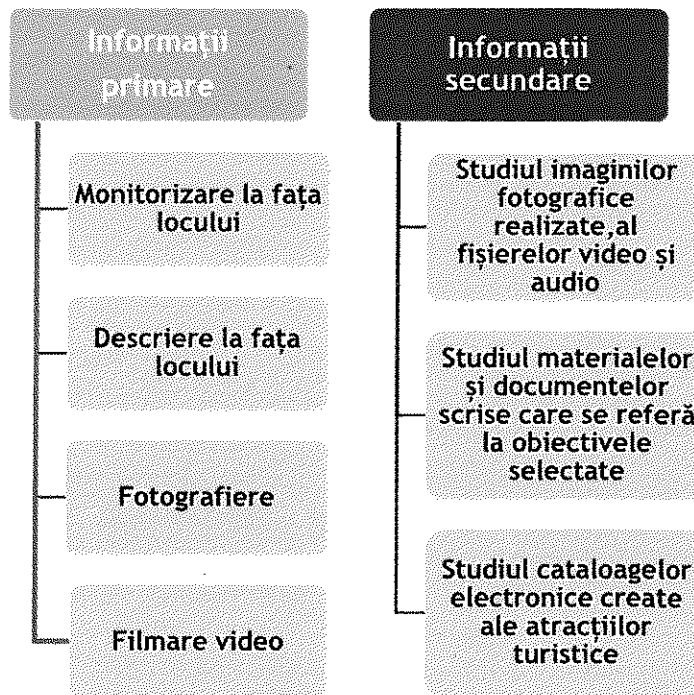 Informații
primare
Monitorizare la fața
locului
Descriere la fața
locului
Fotografiere
Filmare video
Informații
secundare
Studiul imaginilor
fotografice
realizate,al
fișierelor video și
audio
Studiul materialelor
și documentelor
scrise care se referă
la obiectivele
selectate
Studiul cataloagelor
electronice create
ale atracțiilor
turistice